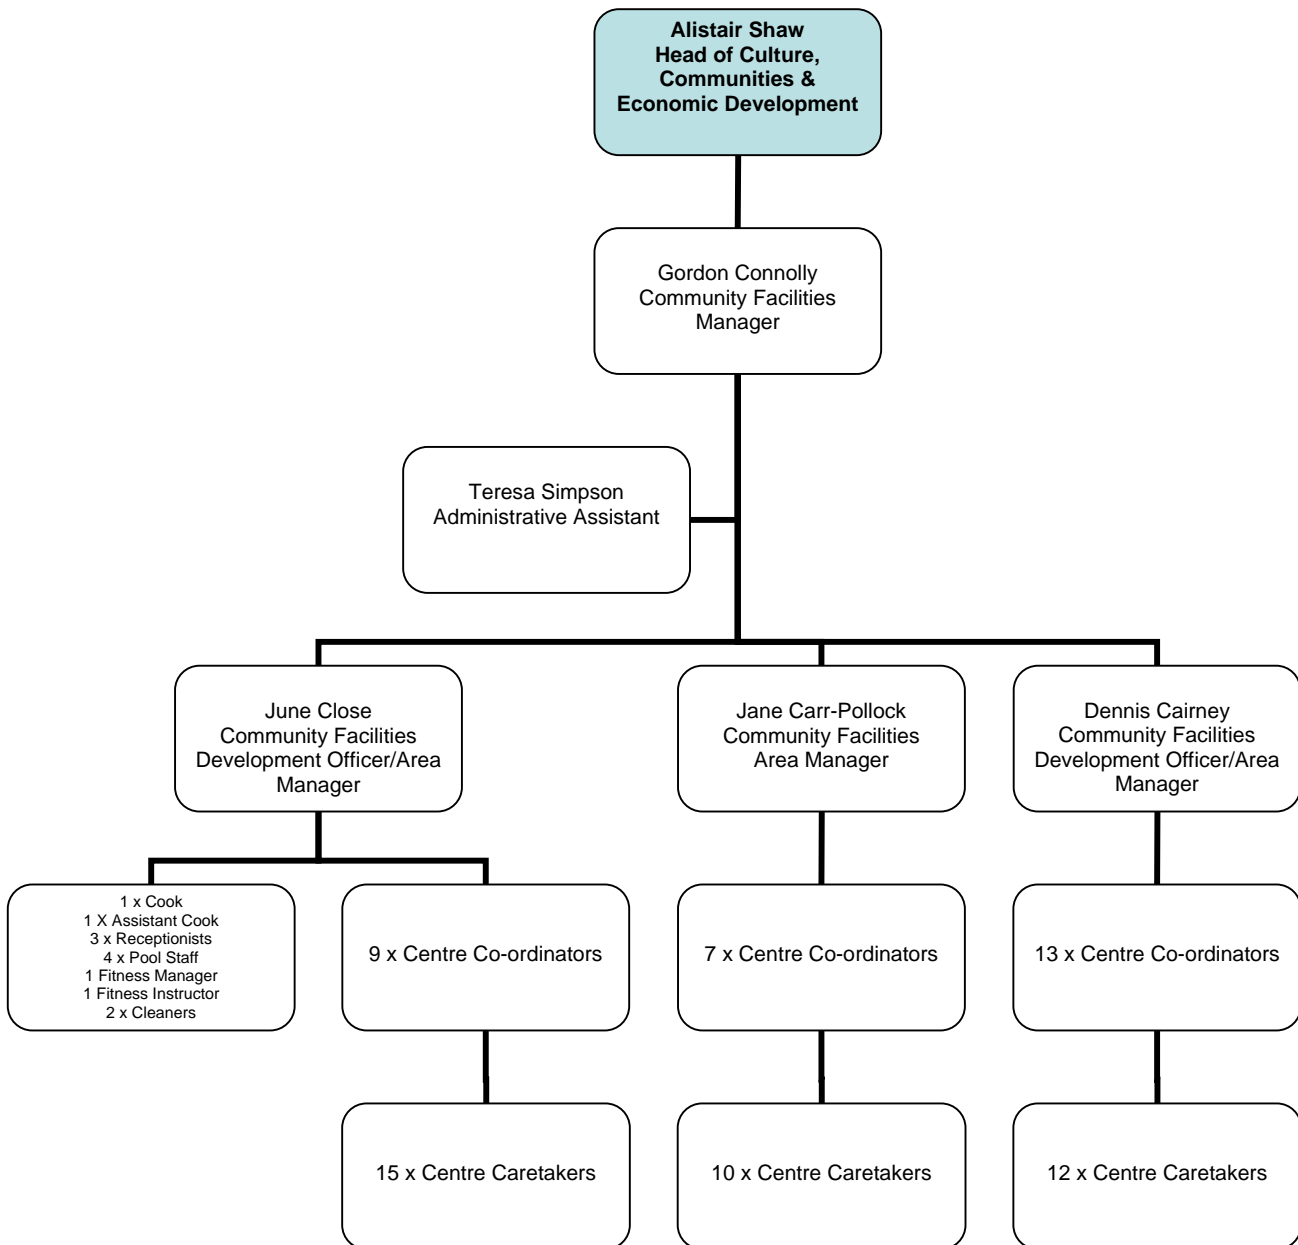 Alistair Shaw
Head of Culture,
Communities &
Economic Development
Gordon Connolly
Community Facilities
Manager
Teresa Simpson
Administrative Assistant
June Close
Community Facilities
Development Officer/Area
Manager
Jane Carr-Pollock
Community Facilities
Area Manager
Dennis Cairney
Community Facilities
Development Officer/Area
Manager
1 x Cook
1 X Assistant Cook
3 x Receptionists
4 x Pool Staff
1 Fitness Manager
1 Fitness Instructor
2 x Cleaners
9 x Centre Co-ordinators
7 x Centre Co-ordinators
13 x Centre Co-ordinators
15 x Centre Caretakers
10 x Centre Caretakers
12 x Centre Caretakers